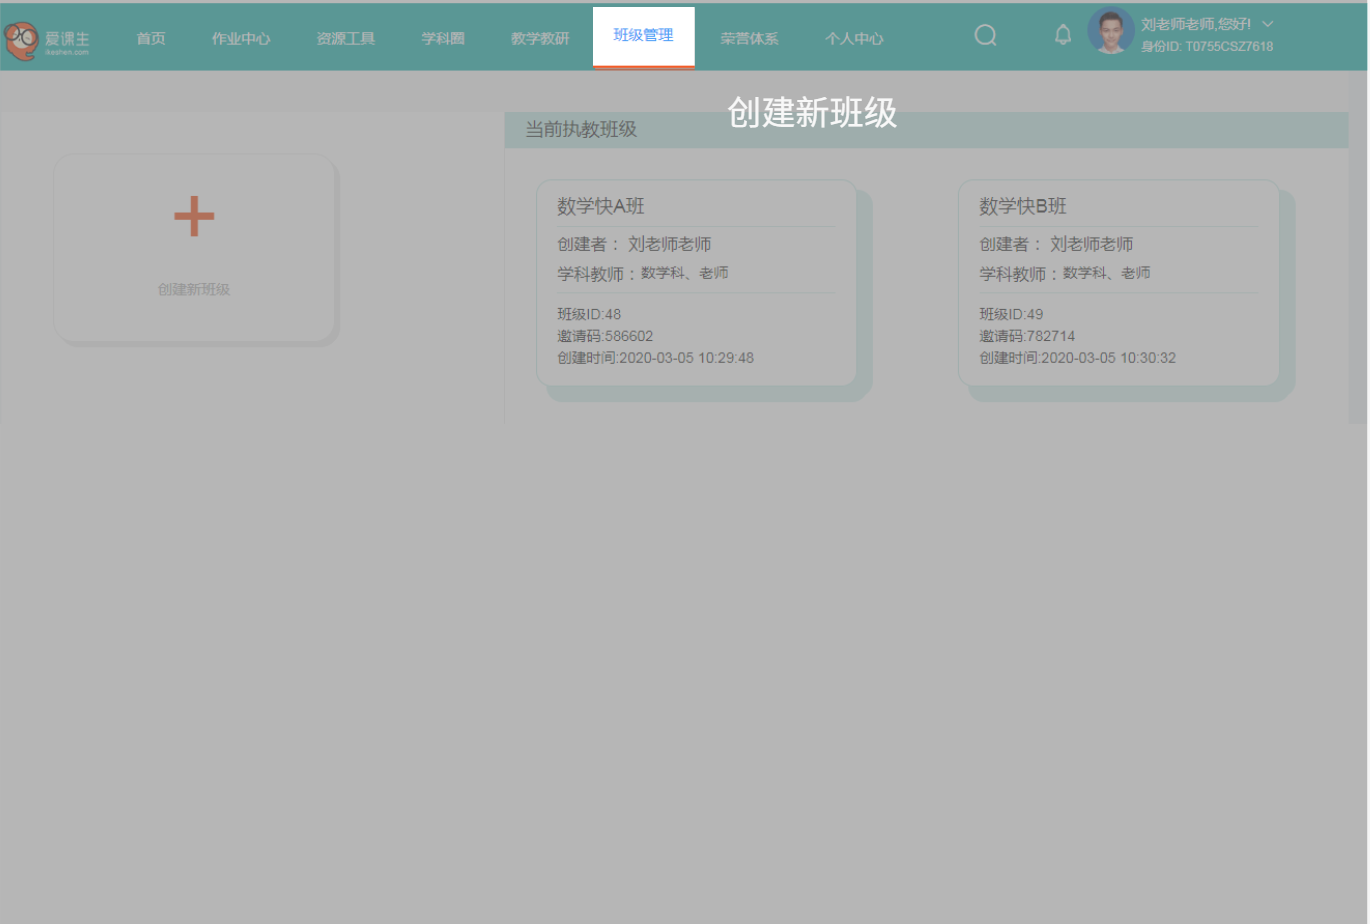 爱课生
ikeshen.com
首页
作业中心
资源工具
学科圈
教学教研
班级管理
荣誉体系
个人中心
刘老师老师,您好!
身份ID: T0755CSZ7618
创建新班级
当前执教班级
创建新班级
数学快A班
创建者： 刘老师老师
学科教师：数学科、老师
班级ID:48
邀请码:586602
创建时间:2020-03-05 10:29:48
数学快B班
创建者： 刘老师老师
学科教师：数学科、老师
班级ID:49
邀请码:782714
创建时间:2020-03-05 10:30:32